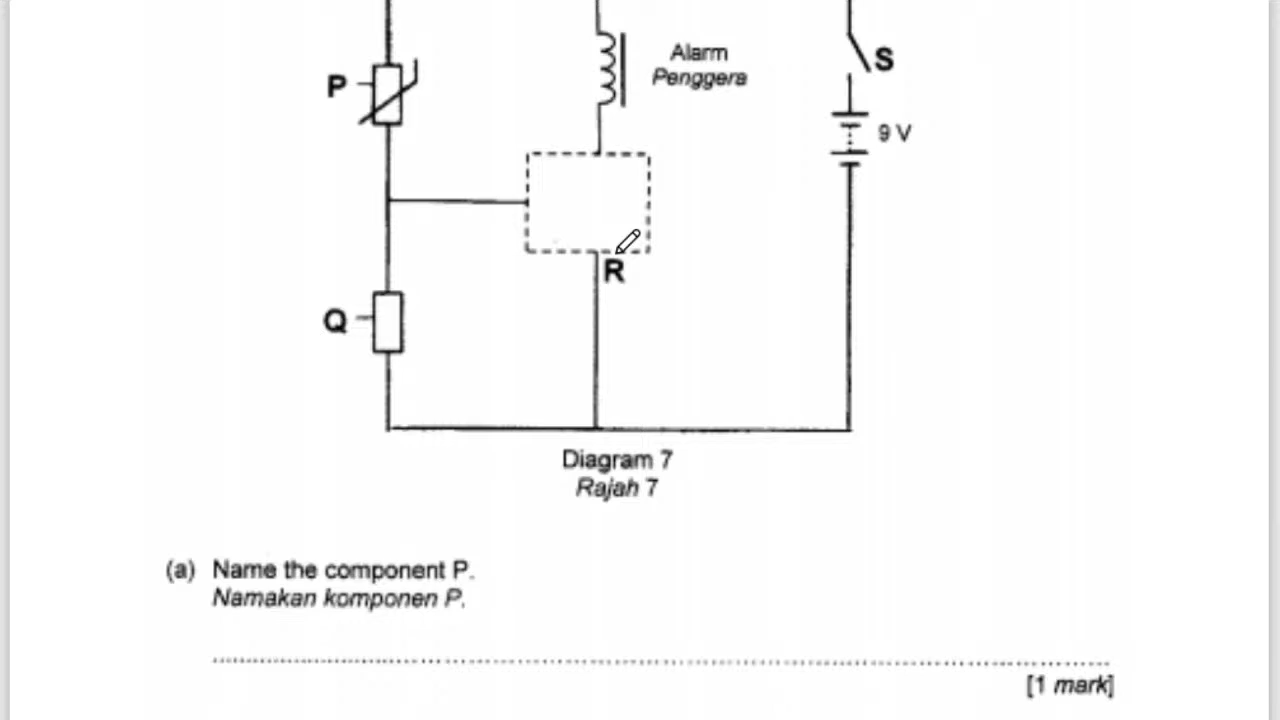 Alarm
Penggera
P
S
9 V
R
Q
Diagram 7
Rajah 7
(a) Name the component P.
Namakan komponen P.
[1 mark]